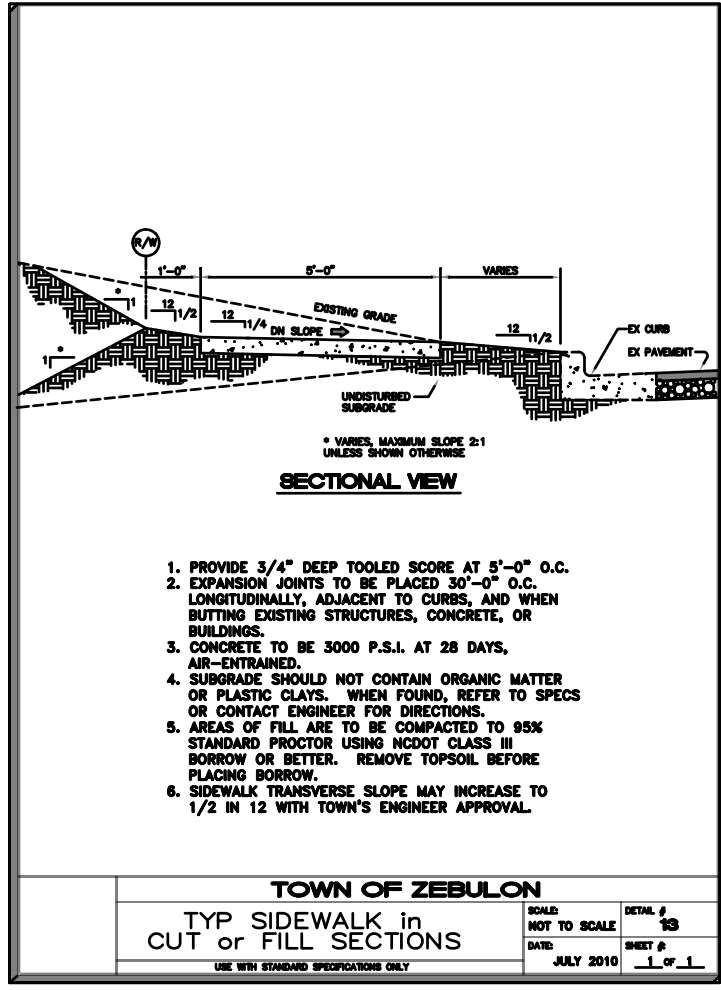 R/W
1'-0" 5'-0" VARIES
* 1
12 1/2
12 1/4
EXISTING GRADE
DN SLOPE
12 1/2
EX CURB
EX PAVEMENT
* 1
UNDISTURBED
SUBGRADE
* VARIES, MAXIMUM SLOPE 2:1
UNLESS SHOWN OTHERWISE
SECTIONAL VIEW
1. PROVIDE 3/4" DEEP TOOLED SCORE AT 5'-0" O.C.
2. EXPANSION JOINTS TO BE PLACED 30'-0" O.C.
LONGITUDINALLY, ADJACENT TO CURBS, AND WHEN
BUTTING EXISTING STRUCTURES, CONCRETE, OR
BUILDINGS.
3. CONCRETE TO BE 3000 P.S.I. AT 28 DAYS,
AIR-ENTRAINED.
4. SUBGRADE SHOULD NOT CONTAIN ORGANIC MATTER
OR PLASTIC CLAYS. WHEN FOUND, REFER TO SPECS
OR CONTACT ENGINEER FOR DIRECTIONS.
5. AREAS OF FILL ARE TO BE COMPACTED TO 95%
STANDARD PROCTOR USING NCDOT CLASS III
BORROW OR BETTER. REMOVE TOPSOIL BEFORE
PLACING BORROW.
6. SIDEWALK TRANSVERSE SLOPE MAY INCREASE TO
1/2 IN 12 WITH TOWN'S ENGINEER APPROVAL.
TOWN OF ZEBULON
TYP SIDEWALK in
CUT or FILL SECTIONS
USE WITH STANDARD SPECIFICATIONS ONLY
SCALE:
NOT TO SCALE
DETAIL #
13
DATE:
JULY 2010
SHEET #:
1 OF 1